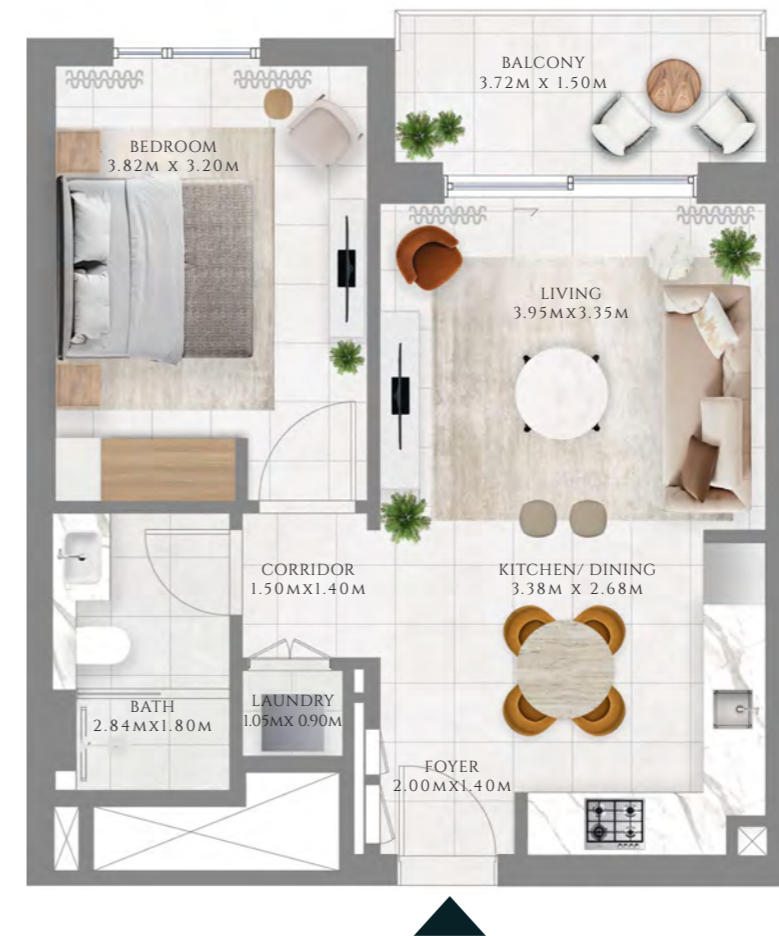 BALCONY
3.72M X 1.50M
BEDROOM
3.82M X 3.20M
LIVING
3.95MX3.35M
CORRIDOR
1.50MX1.40M
KITCHEN/ DINING
3.38M X 2.68M
BATH
2.84MX1.80M
LAUNDRY
1.05MX 0.90M
FOYER
2.00MX1.40M